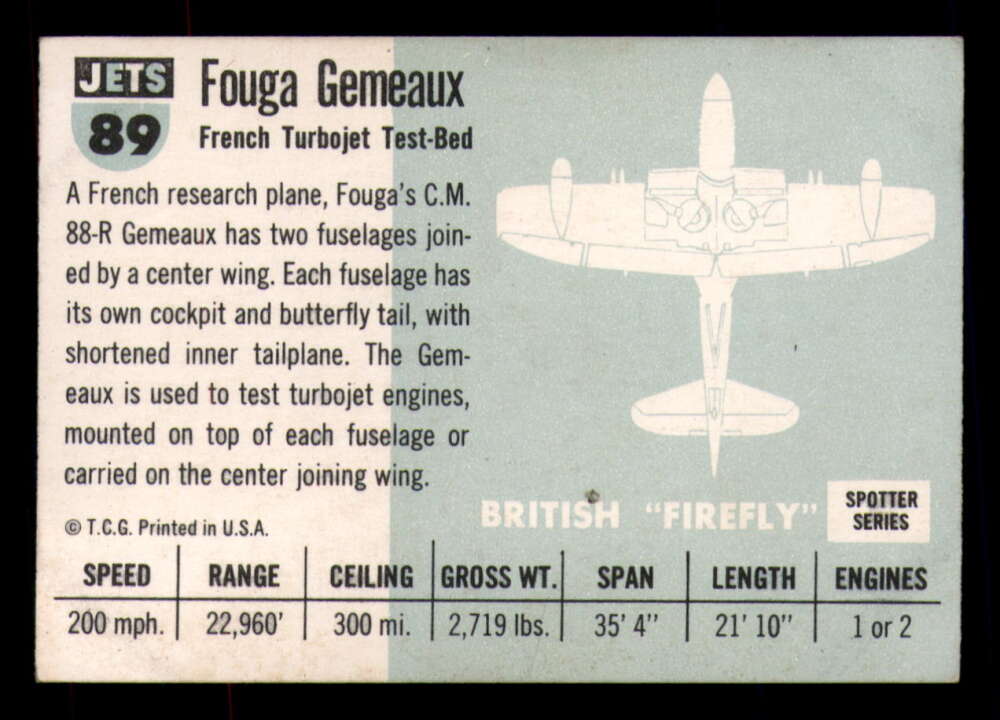 JETS
89
Fouga Gemeaux
French Turbojet Test-Bed
A French research plane, Fouga's C.M.
88-R Gemeaux has two fuselages join-
ed by a center wing. Each fuselage has
its own cockpit and butterfly tail, with
shortened inner tailplane. The Gem-
eaux is used to test turbojet engines,
mounted on top of each fuselage or
carried on the center joining wing.
© T.C.G. Printed in U.S.A.
BRITISH "FIREFLY"
SPOTTER
SERIES
SPEED RANGE CEILING GROSS WT. SPAN LENGTH ENGINES
200 mph. 22,960' 300 mi. 2,719 lbs. 35' 4" 21' 10" 1 or 2